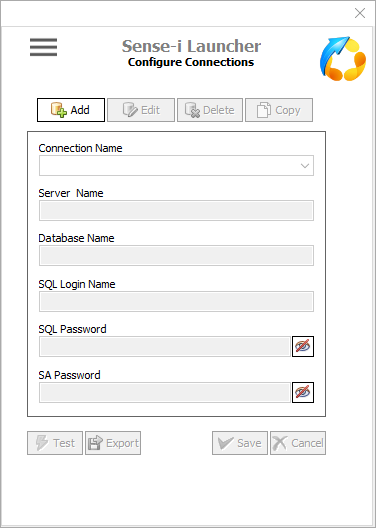 Sense-i Launcher
Configure Connections
Add Edit Delete Copy
Connection Name
Server Name
Database Name
SQL Login Name
SQL Password
SA Password
Test Export Save Cancel